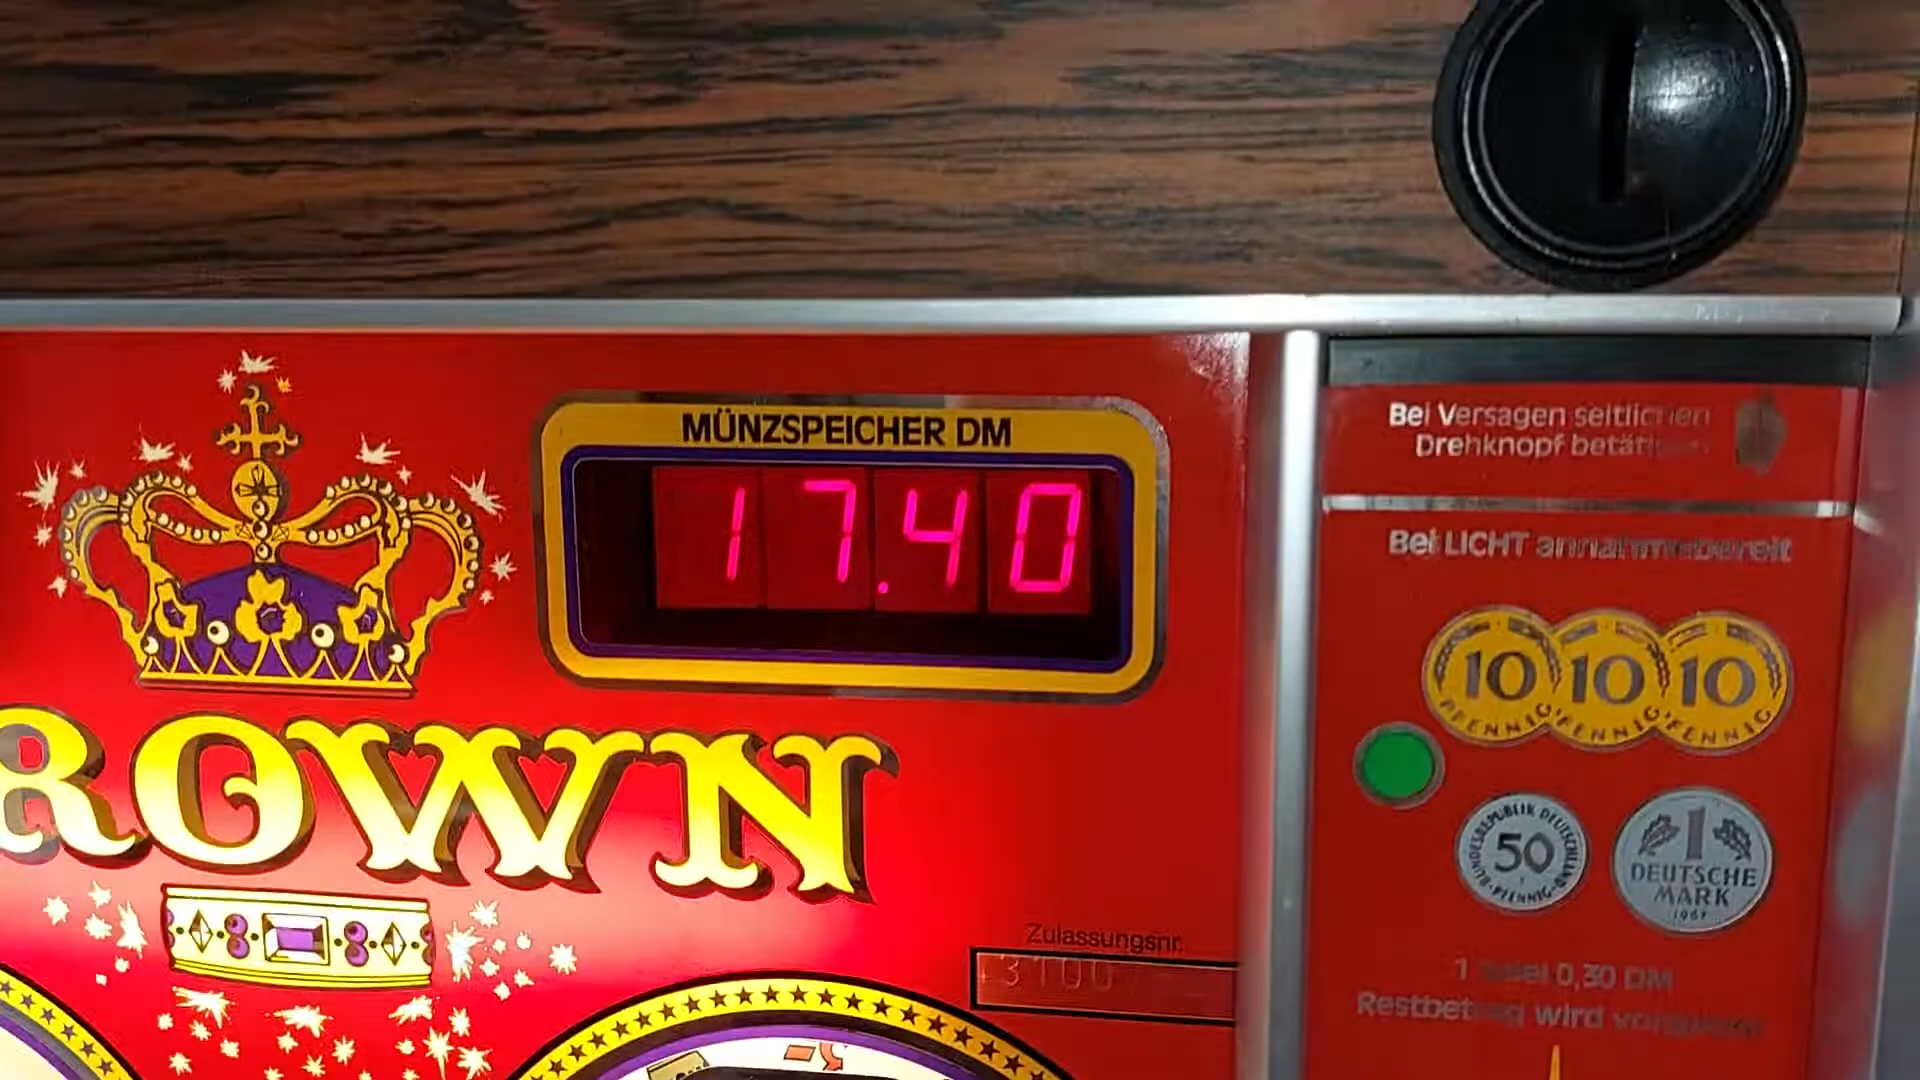 MÜNZSPEICHER DM
17.40
ROWN
Zulassungsnr.
Bei Versagen seitlichen
Drehknopf betätigen
Bei LICHT annahmebereit
10 10 10
PFENNIG PFENNIG PFENNIG
BUNDESREPUBLIK DEUTSCHLAND
50
PFENNIG
1
DEUTSCHE
MARK
1 Spiel 0,30 DM
Restbetrag wird